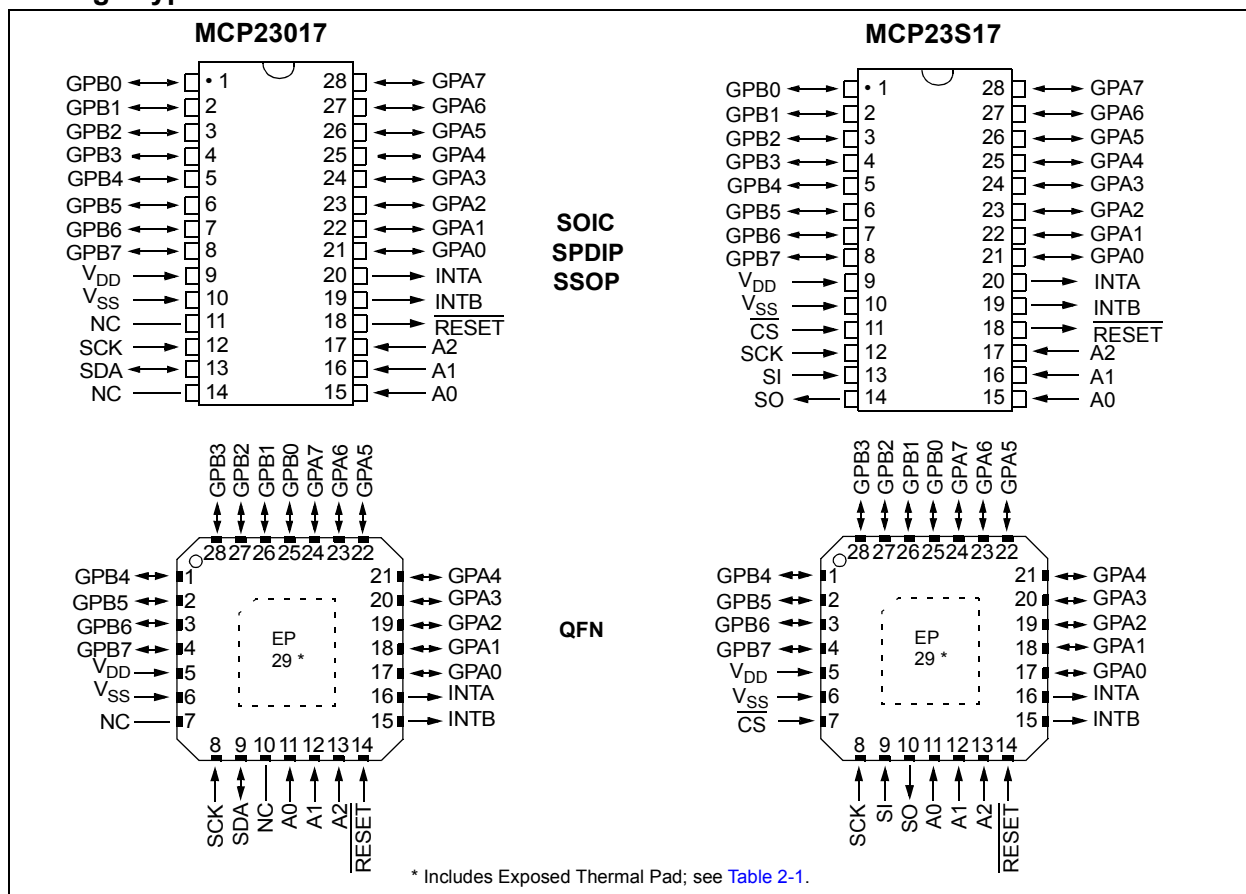 MCP23017
GPB0 • 1 28 GPA7
GPB1 2 27 GPA6
GPB2 3 26 GPA5
GPB3 4 25 GPA4
GPB4 5 24 GPA3
GPB5 6 23 GPA2
GPB6 7 22 GPA1
GPB7 8 21 GPA0
VDD 9 20 INTA
VSS 10 19 INTB
NC 11 18 RESET
SCK 12 17 A2
SDA 13 16 A1
NC 14 15 A0
SOIC
SPDIP
SSOP
MCP23S17
GPB0 • 1 28 GPA7
GPB1 2 27 GPA6
GPB2 3 26 GPA5
GPB3 4 25 GPA4
GPB4 5 24 GPA3
GPB5 6 23 GPA2
GPB6 7 22 GPA1
GPB7 8 21 GPA0
VDD 9 20 INTA
VSS 10 19 INTB
CS 11 18 RESET
SCK 12 17 A2
SI 13 16 A1
SO 14 15 A0
GPB3 GPB2 GPB1 GPB0 GPA7 GPA6 GPA5
28 27 26 25 24 23 22
GPB4 1 21 GPA4
GPB5 2 20 GPA3
GPB6 3 19 GPA2
GPB7 4 18 GPA1
VDD 5 17 GPA0
VSS 6 16 INTA
NC 7 15 INTB
EP
29 *
8 9 10 11 12 13 14
SCK SDA NC A0 A1 A2 RESET
QFN
GPB3 GPB2 GPB1 GPB0 GPA7 GPA6 GPA5
28 27 26 25 24 23 22
GPB4 1 21 GPA4
GPB5 2 20 GPA3
GPB6 3 19 GPA2
GPB7 4 18 GPA1
VDD 5 17 GPA0
VSS 6 16 INTA
CS 7 15 INTB
EP
29 *
8 9 10 11 12 13 14
SCK SI SO A0 A1 A2 RESET
* Includes Exposed Thermal Pad; see Table 2-1.